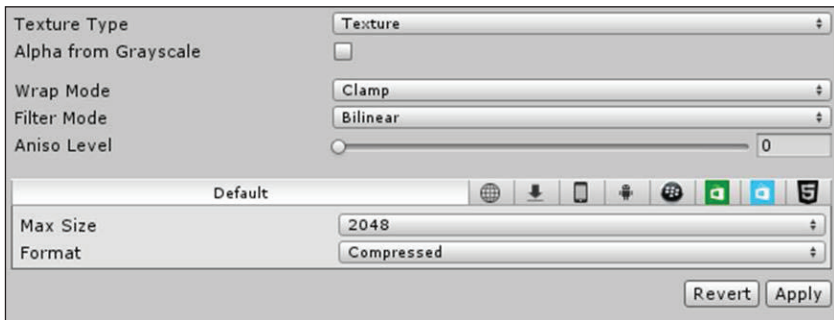 Texture Type Texture
Alpha from Grayscale
Wrap Mode Clamp
Filter Mode Bilinear
Aniso Level 0
Default
Max Size 2048
Format Compressed
Revert Apply